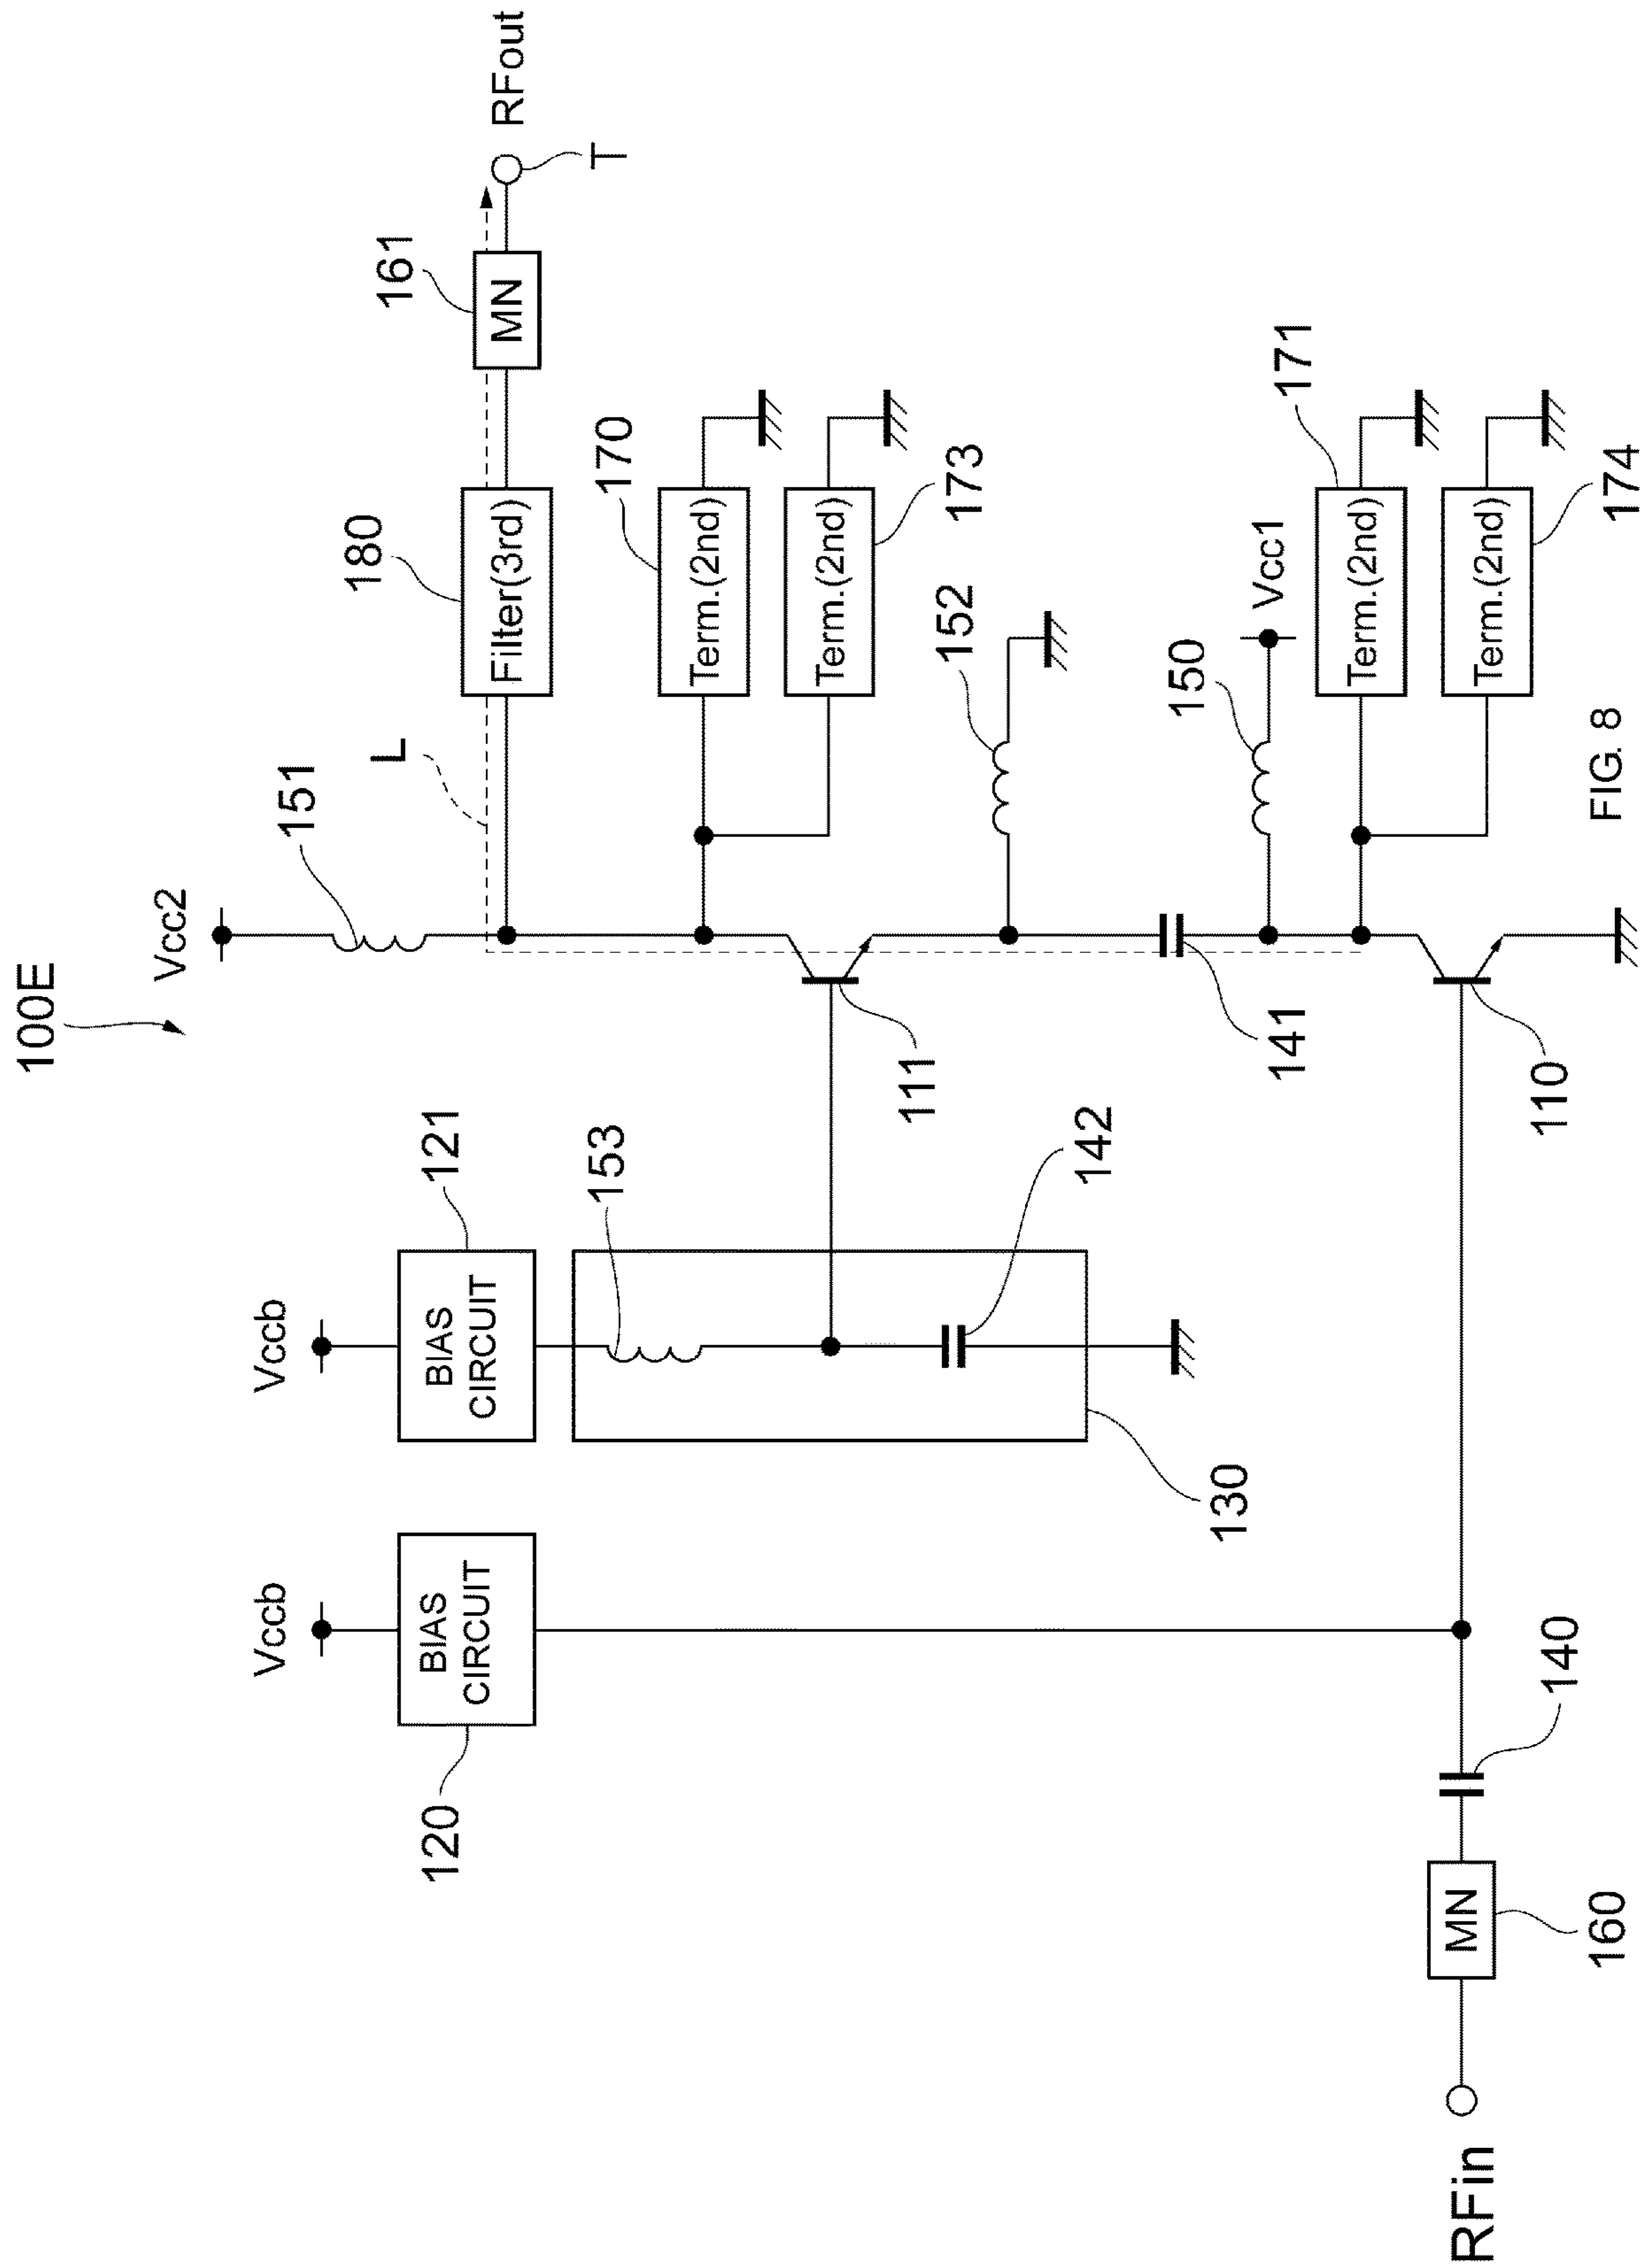 100E
Vcc2
151
L
180
Filter(3rd)
161
MN
RFout
T
170
Term.(2nd)
Term.(2nd)
173
152
Vccb
121
BIAS
CIRCUIT
153
142
130
111
141
150
Vcc1
171
Term.(2nd)
Term.(2nd)
174
110
Vccb
BIAS
CIRCUIT
120
140
MN
160
RFin
FIG. 8